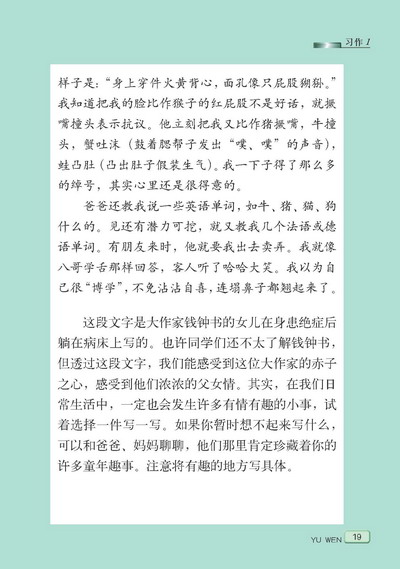 习作1
样子是：“身上穿件火黄背心，面孔像只屁股猢狲。”
我知道把我的脸比作猴子的红屁股不是好话，就撅
嘴撞头表示抗议。他立刻把我又比作猪撅嘴，牛撞
头，蟹吐沫（鼓着腮帮子发出“噗、噗”的声音），
蛙凸肚（凸出肚子假装生气）。我一下子得了那么多
的绰号，其实心里还是很得意的。
爸爸还教我说一些英语单词，如牛、猪、猫、狗
什么的。见还有潜力可挖，就又教我几个法语或德
语单词。有朋友来时，他就要我出去卖弄。我就像
八哥学舌那样回答，客人听了哈哈大笑。我以为自
己很“博学”，不免沾沾自喜，连塌鼻子都翘起来了。
这段文字是大作家钱钟书的女儿在身患绝症后
躺在病床上写的。也许同学们还不太了解钱钟书，
但透过这段文字，我们能感受到这位大作家的赤子
之心，感受到他们浓浓的父女情。其实，在我们日
常生活中，一定也会发生许多有情有趣的小事，试
着选择一件写一写。如果你暂时想不起来写什么，
可以和爸爸、妈妈聊聊，他们那里肯定珍藏着你的
许多童年趣事。注意将有趣的地方写具体。
YU WEN 19